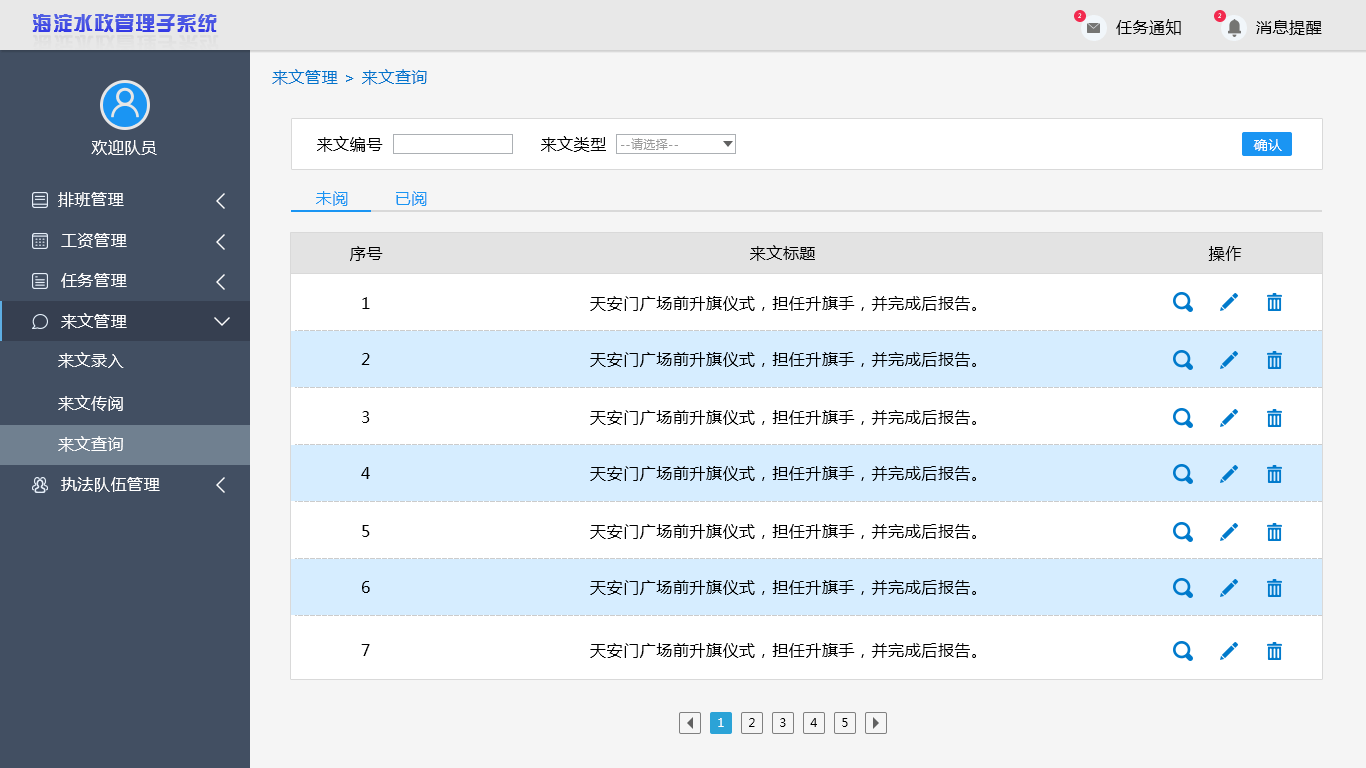 海淀水政管理子系统
2 任务通知 2 消息提醒
欢迎队员
排班管理
工资管理
任务管理
来文管理
来文录入
来文传阅
来文查询
执法队伍管理
来文管理 > 来文查询
来文编号 来文类型 --请选择-- 确认
未阅 已阅
序号 来文标题 操作
1 天安门广场前升旗仪式，担任升旗手，并完成后报告。
2 天安门广场前升旗仪式，担任升旗手，并完成后报告。
3 天安门广场前升旗仪式，担任升旗手，并完成后报告。
4 天安门广场前升旗仪式，担任升旗手，并完成后报告。
5 天安门广场前升旗仪式，担任升旗手，并完成后报告。
6 天安门广场前升旗仪式，担任升旗手，并完成后报告。
7 天安门广场前升旗仪式，担任升旗手，并完成后报告。
1 2 3 4 5